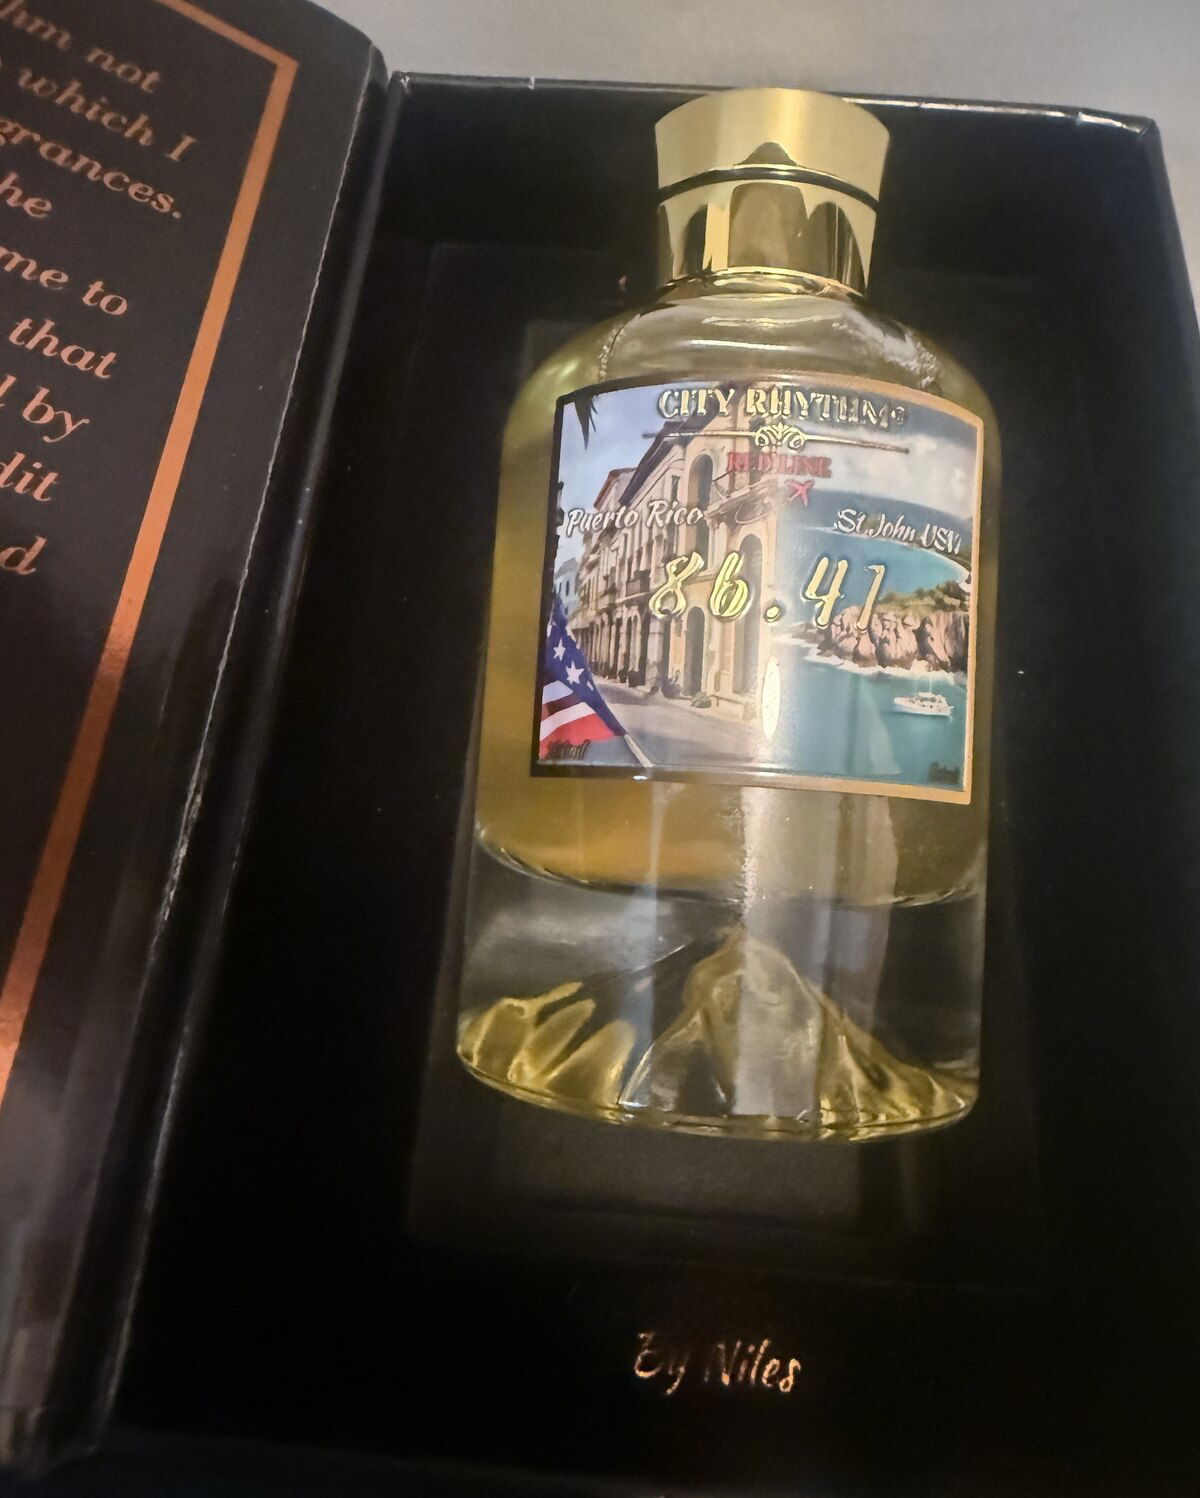 hm not
which I
grances.
he
me to
that
by
dit
d
CITY RHYTHM
RED LINE
Puerto Rico
St John USVI
86.41
By Niles